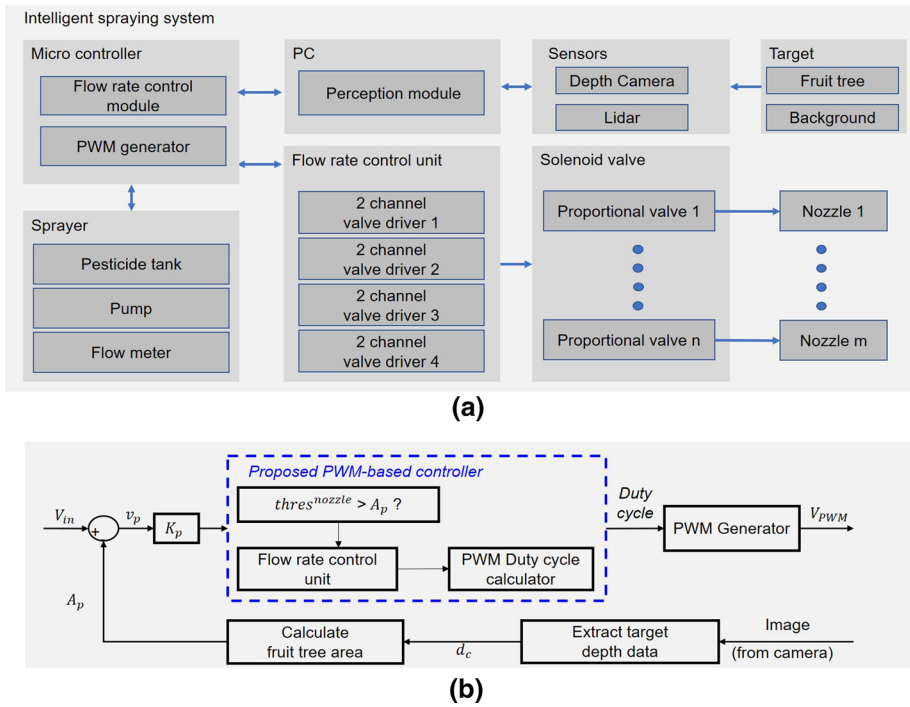 Intelligent spraying system
Micro controller
Flow rate control
module
PWM generator
PC
Perception module
Sensors
Depth Camera
Lidar
Target
Fruit tree
Background
Sprayer
Pesticide tank
Pump
Flow meter
Flow rate control unit
2 channel
valve driver 1
2 channel
valve driver 2
2 channel
valve driver 3
2 channel
valve driver 4
Solenoid valve
Proportional valve 1
Proportional valve n
Nozzle 1
Nozzle m
(a)
Proposed PWM-based controller
thres^nozzle > A_p ?
V_in
+
v_p
K_p
Flow rate control
unit
PWM Duty cycle
calculator
Duty
cycle
PWM Generator
V_PWM
A_p
Calculate
fruit tree area
d_c
Extract target
depth data
Image
(from camera)
(b)